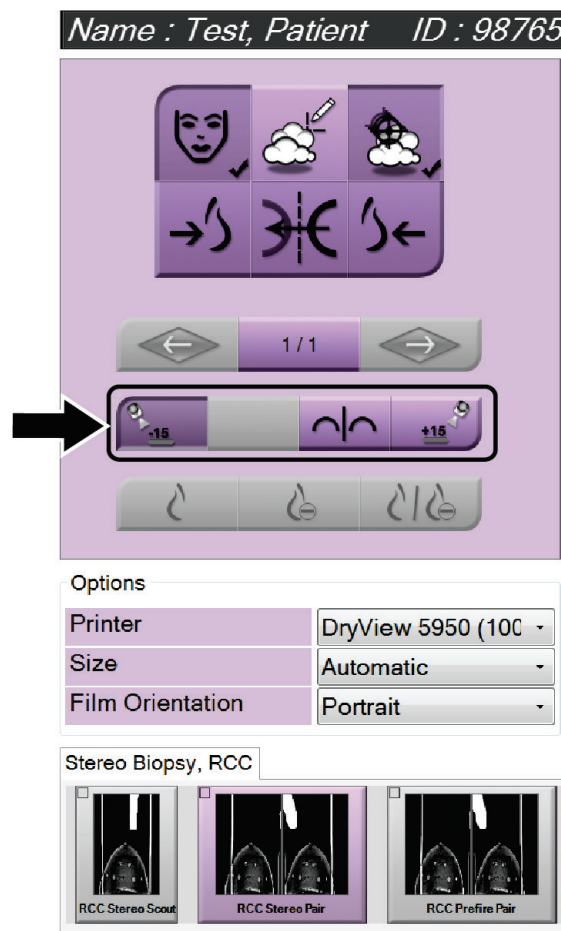 Name : Test, Patient ID : 98765
1 / 1
-15 +15
Options
Printer DryView 5950 (100
Size Automatic
Film Orientation Portrait
Stereo Biopsy, RCC
RCC Stereo Scout RCC Stereo Pair RCC Prefire Pair